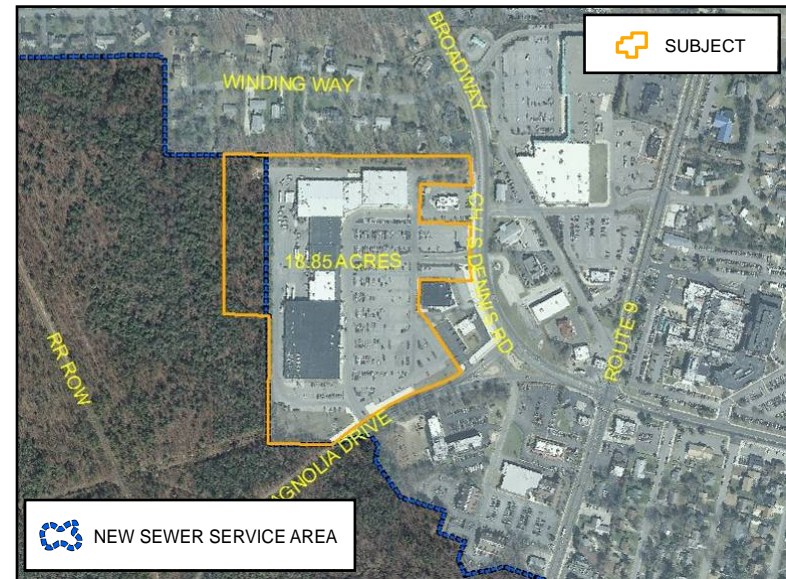 BROADWAY
SUBJECT
WINDING WAY
18.85 ACRES
DENNIS RD
ROUTE 9
RR ROW
AGNOLIA DRIVE
NEW SEWER SERVICE AREA